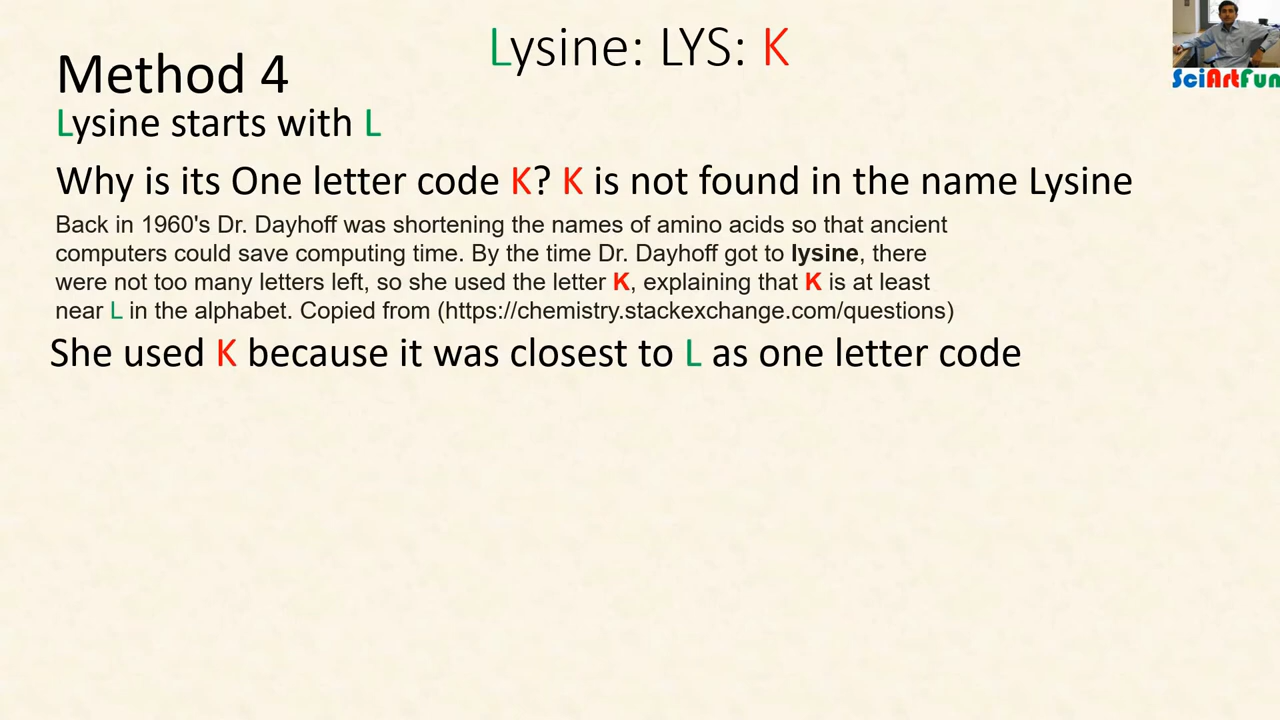 Lysine: LYS: K
SciArtFun
Method 4
Lysine starts with L
Why is its One letter code K? K is not found in the name Lysine
Back in 1960's Dr. Dayhoff was shortening the names of amino acids so that ancient
computers could save computing time. By the time Dr. Dayhoff got to lysine, there
were not too many letters left, so she used the letter K, explaining that K is at least
near L in the alphabet. Copied from (https://chemistry.stackexchange.com/questions)
She used K because it was closest to L as one letter code